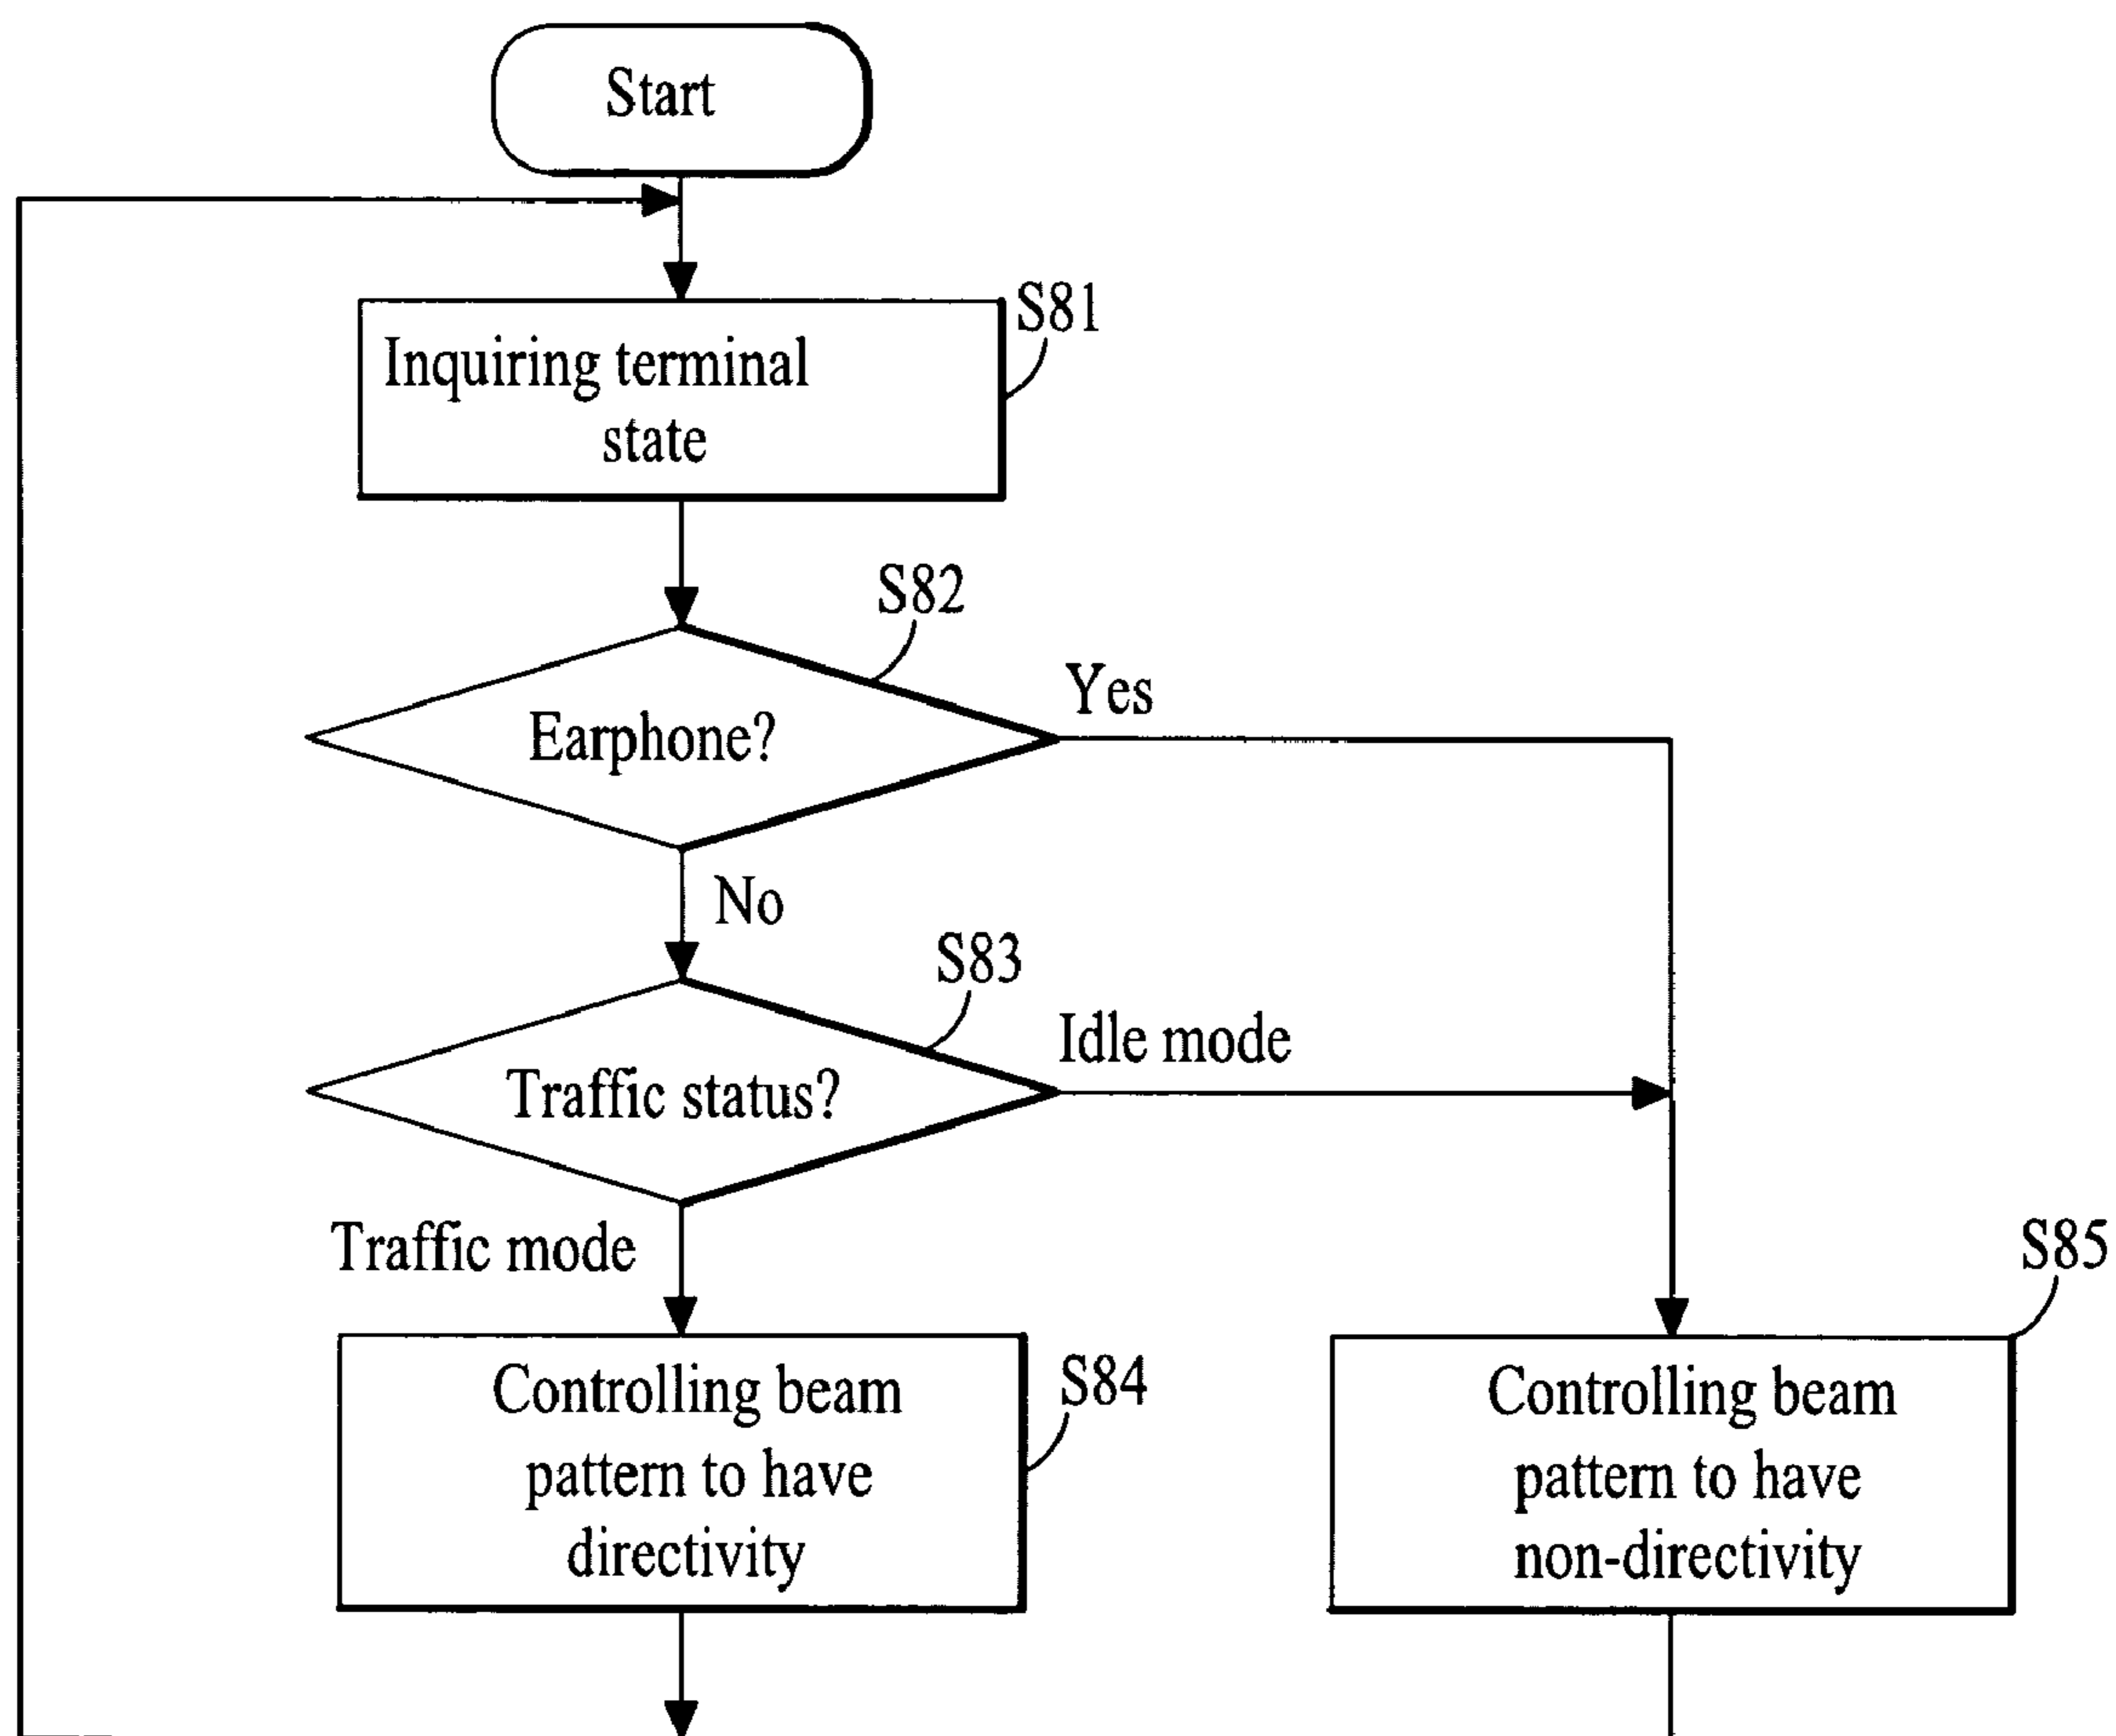 Start
S81
Inquiring terminal
state
S82
Earphone?
Yes
No
S83
Traffic status?
Idle mode
Traffic mode
S84
Controlling beam
pattern to have
directivity
S85
Controlling beam
pattern to have
non-directivity